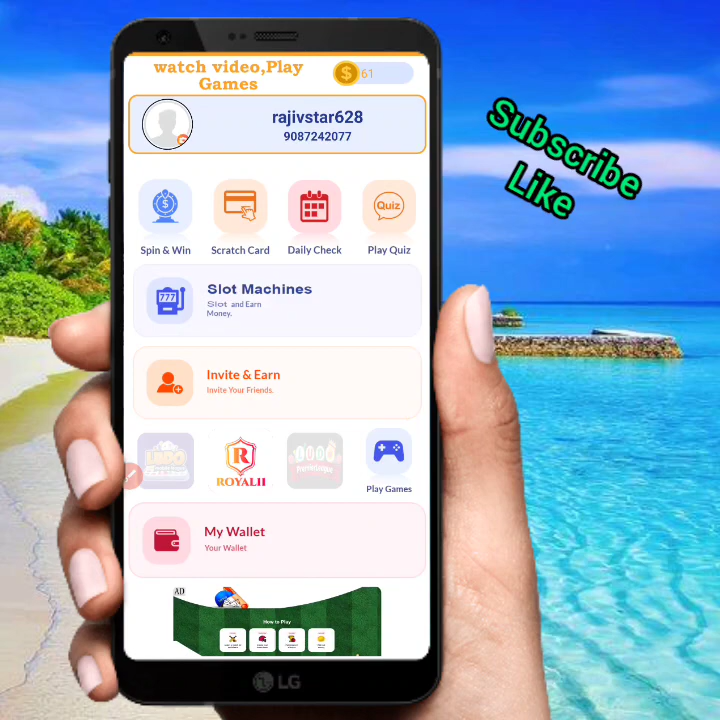 watch video,Play
Games
61
rajivstar628
9087242077
Subscribe
Like
Spin & Win
Scratch Card
Daily Check
Quiz
Play Quiz
777
Slot Machines
Slot and Earn
Money.
Invite & Earn
Invite Your Friends.
LUDO
R
ROYALII
LUDO
Play Games
My Wallet
Your Wallet
AD
How to Play
LG